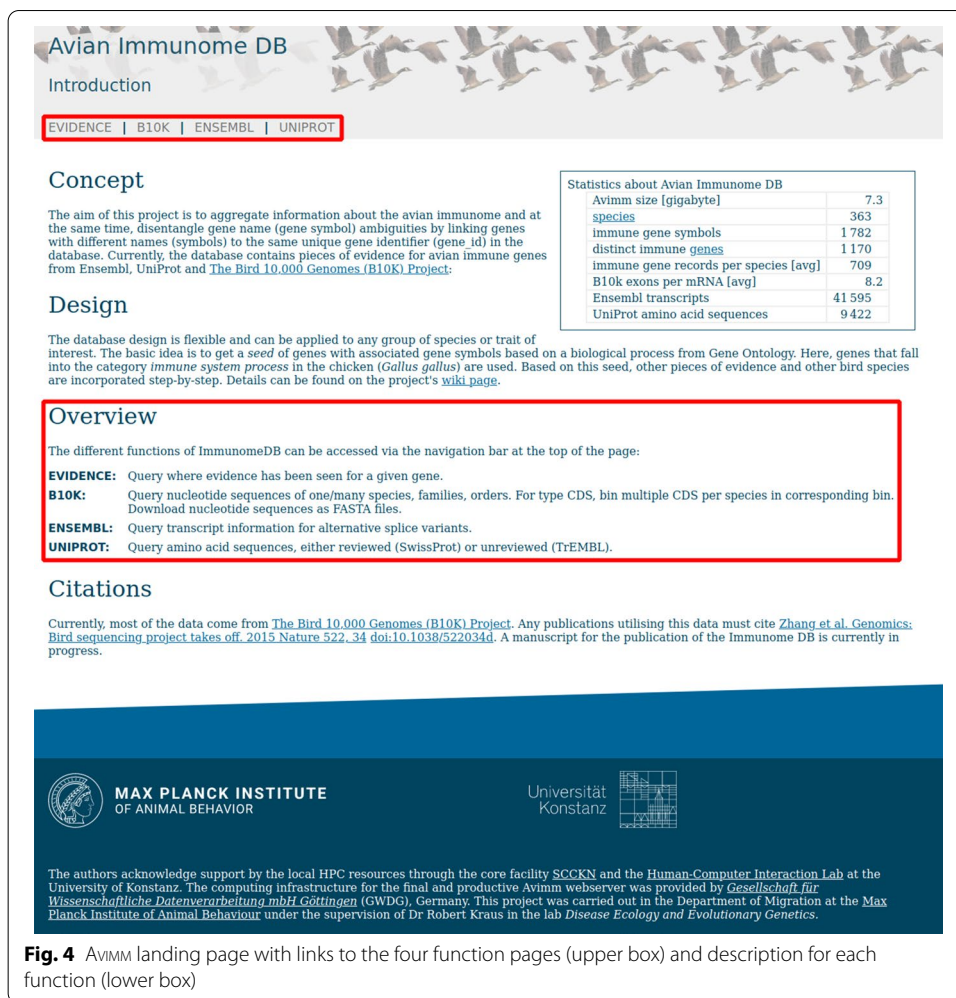 Avian Immunome DB
Introduction
EVIDENCE | B10K | ENSEMBL | UNIPROT
Concept
The aim of this project is to aggregate information about the avian immunome and at
the same time, disentangle gene name (gene symbol) ambiguities by linking genes
with different names (symbols) to the same unique gene identifier (gene_id) in the
database. Currently, the database contains pieces of evidence for avian immune genes
from Ensembl, UniProt and The Bird 10,000 Genomes (B10K) Project:
Statistics about Avian Immunome DB
Avimm size [gigabyte] 7.3
species 363
immune gene symbols 1 782
distinct immune genes 1 170
immune gene records per species [avg] 709
B10k exons per mRNA [avg] 8.2
Ensembl transcripts 41 595
UniProt amino acid sequences 9 422
Design
The database design is flexible and can be applied to any group of species or trait of
interest. The basic idea is to get a seed of genes with associated gene symbols based on a biological process from Gene Ontology. Here, genes that fall
into the category immune system process in the chicken (Gallus gallus) are used. Based on this seed, other pieces of evidence and other bird species
are incorporated step-by-step. Details can be found on the project's wiki page.
Overview
The different functions of ImmunomeDB can be accessed via the navigation bar at the top of the page:
EVIDENCE: Query where evidence has been seen for a given gene.
B10K: Query nucleotide sequences of one/many species, families, orders. For type CDS, bin multiple CDS per species in corresponding bin.
Download nucleotide sequences as FASTA files.
ENSEMBL: Query transcript information for alternative splice variants.
UNIPROT: Query amino acid sequences, either reviewed (SwissProt) or unreviewed (TrEMBL).
Citations
Currently, most of the data come from The Bird 10,000 Genomes (B10K) Project. Any publications utilising this data must cite Zhang et al. Genomics:
Bird sequencing project takes off. 2015 Nature 522, 34 doi:10.1038/522034d. A manuscript for the publication of the Immunome DB is currently in
progress.
MAX PLANCK INSTITUTE
OF ANIMAL BEHAVIOR
Universität
Konstanz
The authors acknowledge support by the local HPC resources through the core facility SCCKN and the Human-Computer Interaction Lab at the
University of Konstanz. The computing infrastructure for the final and productive Avimm webserver was provided by Gesellschaft für
Wissenschaftliche Datenverarbeitung mbH Göttingen (GWDG), Germany. This project was carried out in the Department of Migration at the Max
Planck Institute of Animal Behaviour under the supervision of Dr Robert Kraus in the lab Disease Ecology and Evolutionary Genetics.
Fig. 4 AVIMM landing page with links to the four function pages (upper box) and description for each
function (lower box)